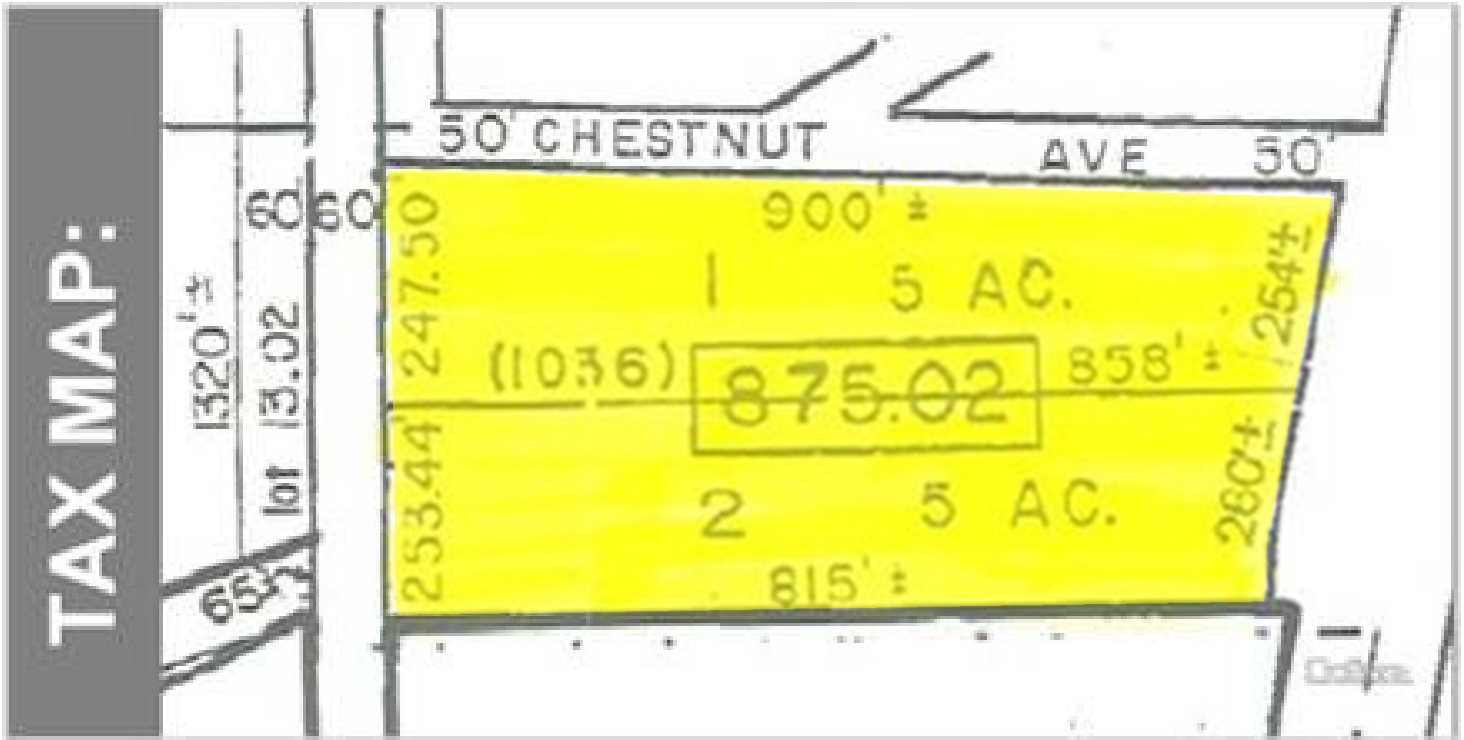 TAX MAP:
50' CHESTNUT AVE 50'
60 60
900' ±
247.50
254'±
1 5 AC.
1320'±
lot 13.02
(1036) 875.02 858' ±
253.44'
260'±
2 5 AC.
815' ±